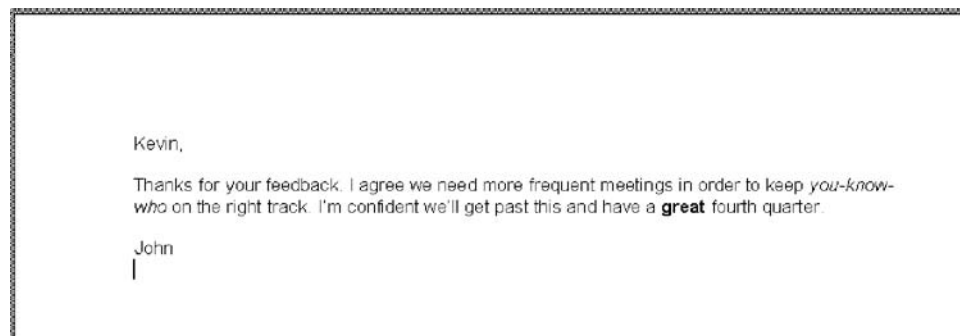 Kevin,
Thanks for your feedback. I agree we need more frequent meetings in order to keep you-know-
who on the right track. I'm confident we'll get past this and have a great fourth quarter.
John